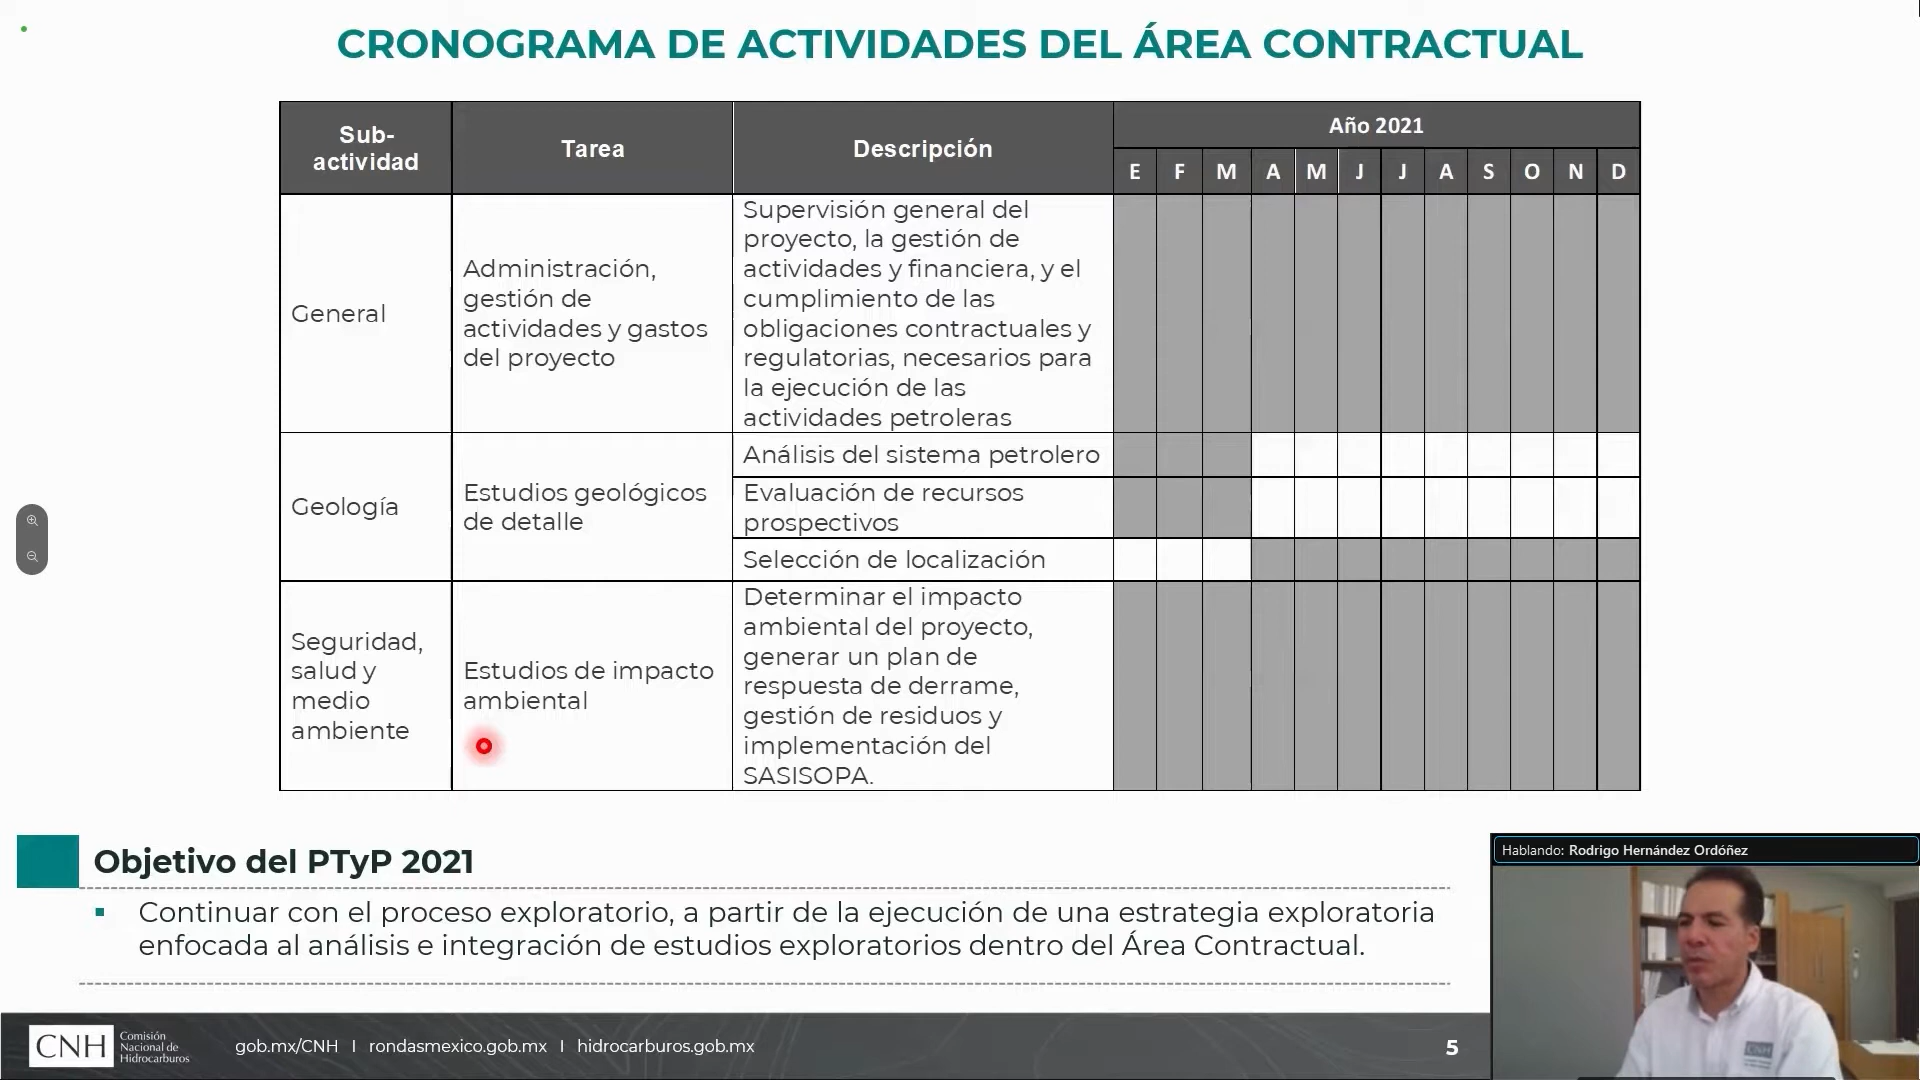 CRONOGRAMA DE ACTIVIDADES DEL ÁREA CONTRACTUAL
Sub-
actividad
Tarea
Descripción
Año 2021
E F M A M J J A S O N D
General
Administración,
gestión de
actividades y gastos
del proyecto
Supervisión general del
proyecto, la gestión de
actividades y financiera, y el
cumplimiento de las
obligaciones contractuales y
regulatorias, necesarios para
la ejecución de las
actividades petroleras
Geología
Estudios geológicos
de detalle
Análisis del sistema petrolero
Evaluación de recursos
prospectivos
Selección de localización
Seguridad,
salud y
medio
ambiente
Estudios de impacto
ambiental
Determinar el impacto
ambiental del proyecto,
generar un plan de
respuesta de derrame,
gestión de residuos y
implementación del
SASISOPA.
Objetivo del PTyP 2021
Continuar con el proceso exploratorio, a partir de la ejecución de una estrategia exploratoria
enfocada al análisis e integración de estudios exploratorios dentro del Área Contractual.
Hablando: Rodrigo Hernández Ordóñez
CNH
Comisión
Nacional de
Hidrocarburos
gob.mx/CNH I rondasmexico.gob.mx I hidrocarburos.gob.mx
5
CNH